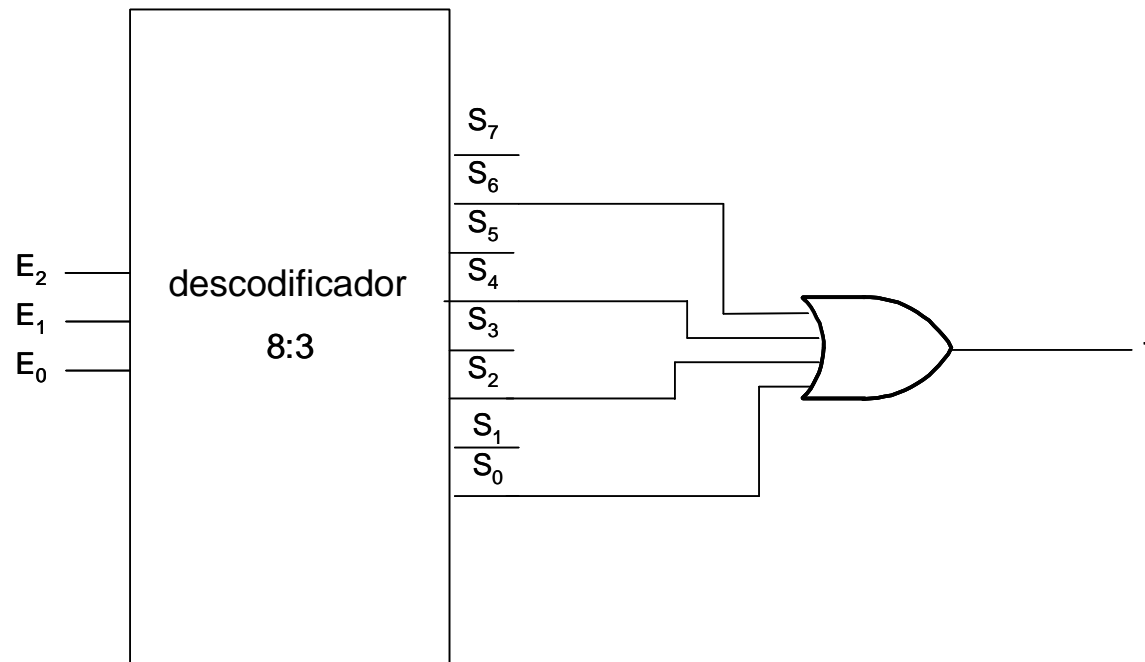 S₇
S₆
S₅
E₂
descodificador
S₄
E₁
8:3
S₃
E₀
S₂
S₁
S₀